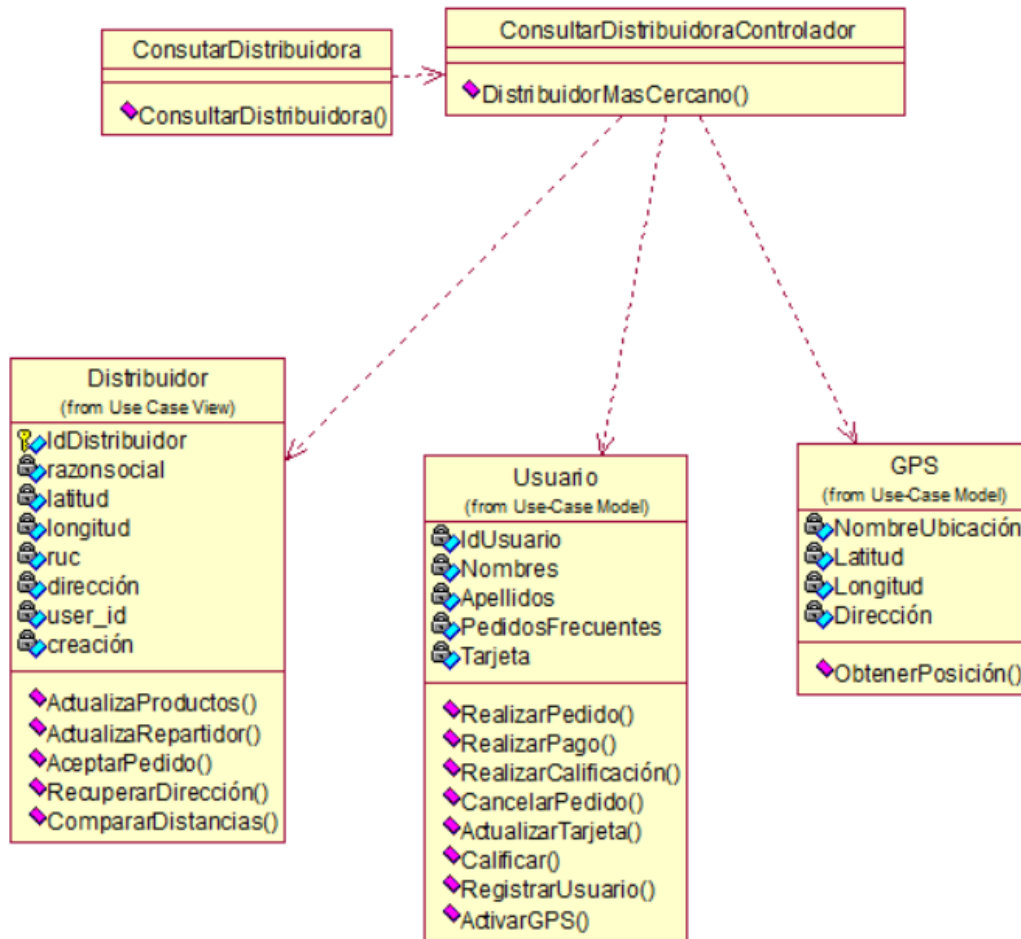 ConsutarDistribuidora
ConsultarDistribuidora()
ConsultarDistribuidoraControlador
DistribuidorMasCercano()
Distribuidor
(from Use Case View)
IdDistribuidor
razonsocial
latitud
longitud
ruc
dirección
user_id
creación
ActualizaProductos()
ActualizaRepartidor()
AceptarPedido()
RecuperarDirección()
CompararDistancias()
Usuario
(from Use-Case Model)
IdUsuario
Nombres
Apellidos
PedidosFrecuentes
Tarjeta
RealizarPedido()
RealizarPago()
RealizarCalificación()
CancelarPedido()
ActualizarTarjeta()
Calificar()
RegistrarUsuario()
ActivarGPS()
GPS
(from Use-Case Model)
NombreUbicación
Latitud
Longitud
Dirección
ObtenerPosición()